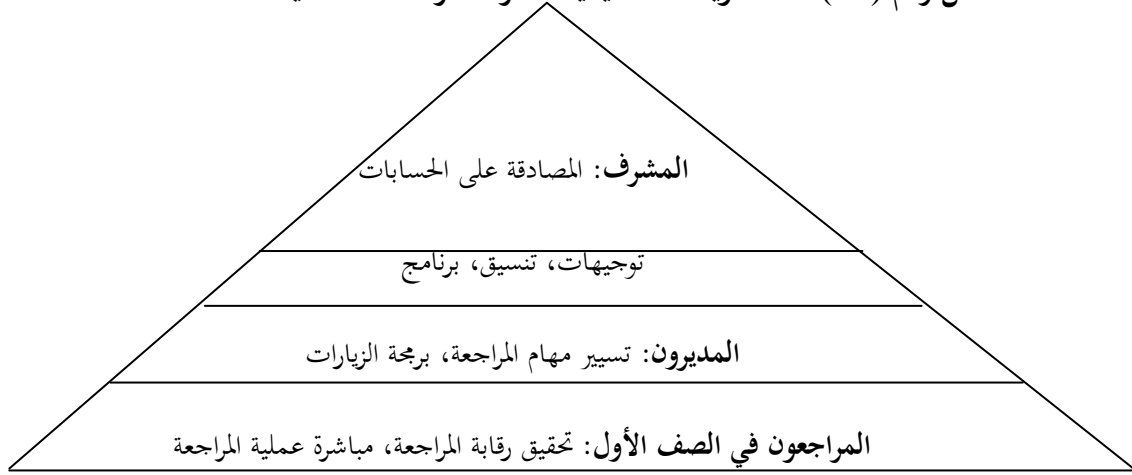 المشرف: المصادقة على الحسابات
توجيهات، تنسيق، برنامج
المديرون: تسيير مهام المراجعة، برمجة الزيارات
المراجعون في الصف الأول: تحقيق رقابة المراجعة، مباشرة عملية المراجعة